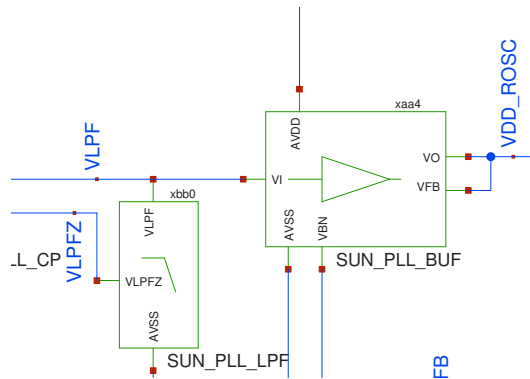 xaa4
AVDD
VDD_ROSC
VLPF
VO
xbb0
VI
VFB
VLPF
VLPFZ
AVSS
VBN
LL_CP
SUN_PLL_BUF
VLPFZ
AVSS
SUN_PLL_LPF
FB